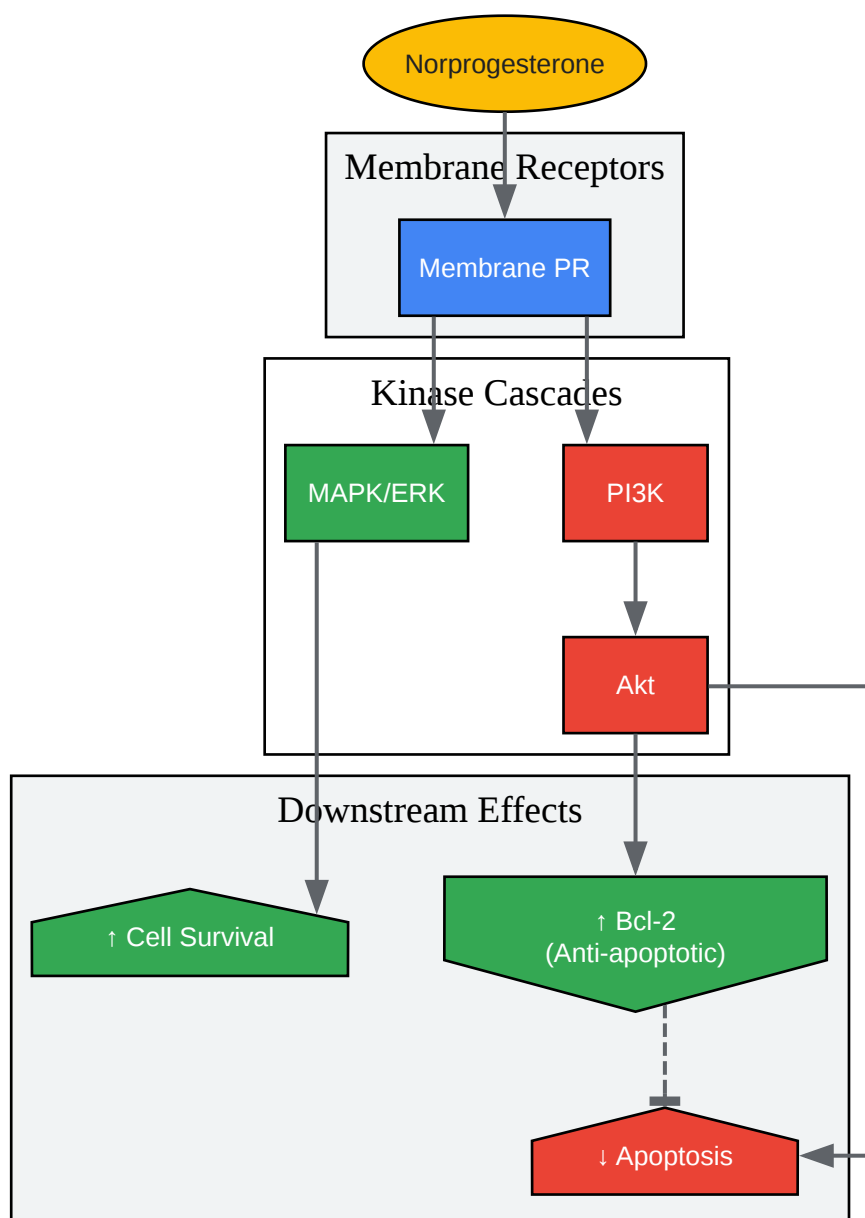 Norprogesterone
Membrane Receptors
Membrane PR
Kinase Cascades
MAPK/ERK
PI3K
Akt
Downstream Effects
↑ Cell Survival
↑ Bcl-2
(Anti-apoptotic)
↓ Apoptosis